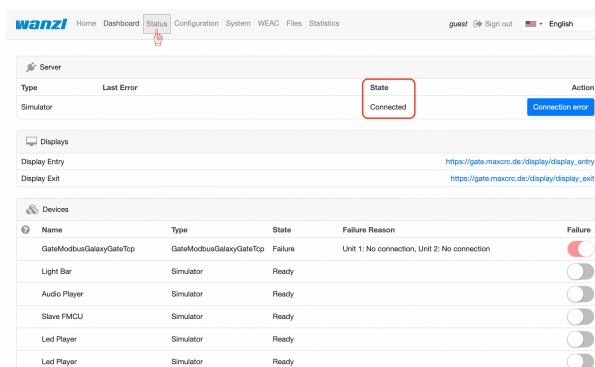 wanzl Home Dashboard Status Configuration System WEAC Files Statistics guest Sign out English
Server
Type Last Error State Action
Simulator Connected Connection error
Displays
Display Entry https://gate.maxcrc.de:/display/display_entry
Display Exit https://gate.maxcrc.de:/display/display_exit
Devices
? Name Type State Failure Reason Failure
GateModbusGalaxyGateTcp GateModbusGalaxyGateTcp Failure Unit 1: No connection, Unit 2: No connection
Light Bar Simulator Ready
Audio Player Simulator Ready
Slave FMCU Simulator Ready
Led Player Simulator Ready
Led Player Simulator Ready